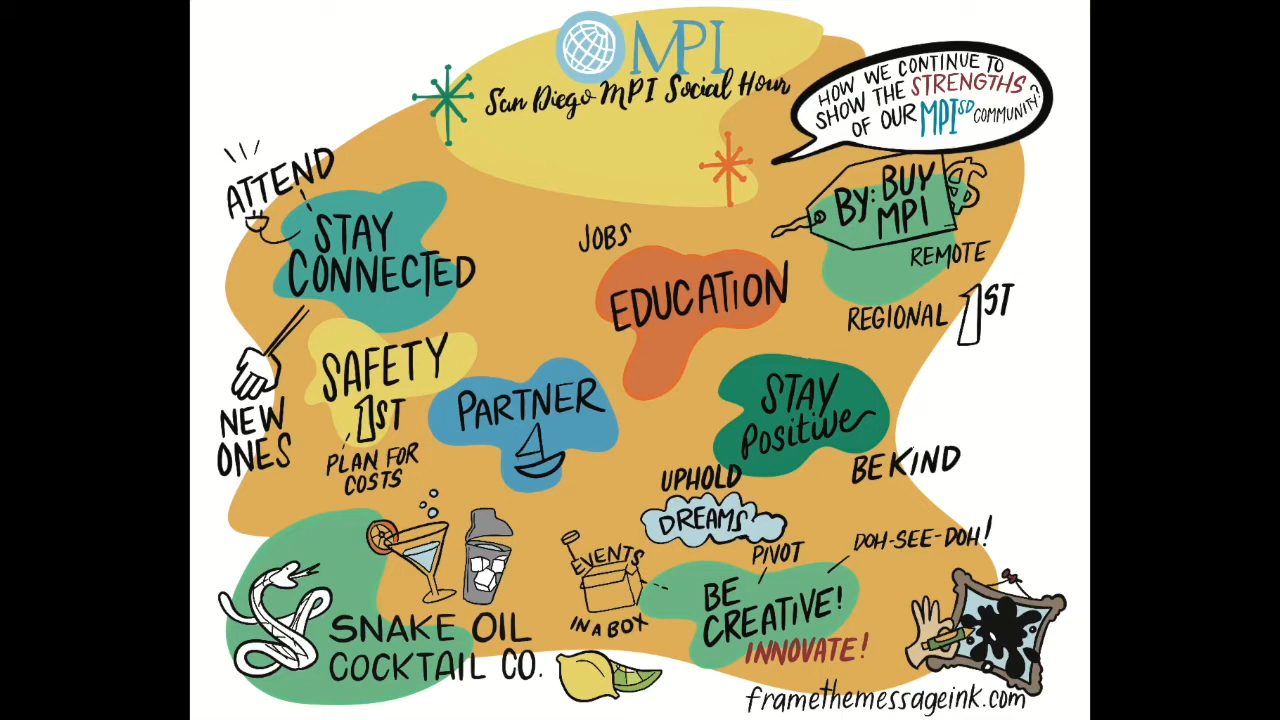 MPI
San Diego MPI Social Hour
HOW WE CONTINUE TO
SHOW THE STRENGTHS
OF OUR MPISD COMMUNITY?
ATTEND
STAY
CONNECTED
NEW
ONES
SAFETY
1ST
PLAN FOR
COSTS
PARTNER
JOBS
EDUCATION
BY: BUY
MPI
$
REMOTE
REGIONAL 1ST
STAY
Positive
BE KIND
UPHOLD
DREAMS
PIVOT
DOH-SEE-DOH!
EVENTS
IN A BOX
BE
CREATIVE!
INNOVATE!
SNAKE OIL
COCKTAIL CO.
framethemessageink.com